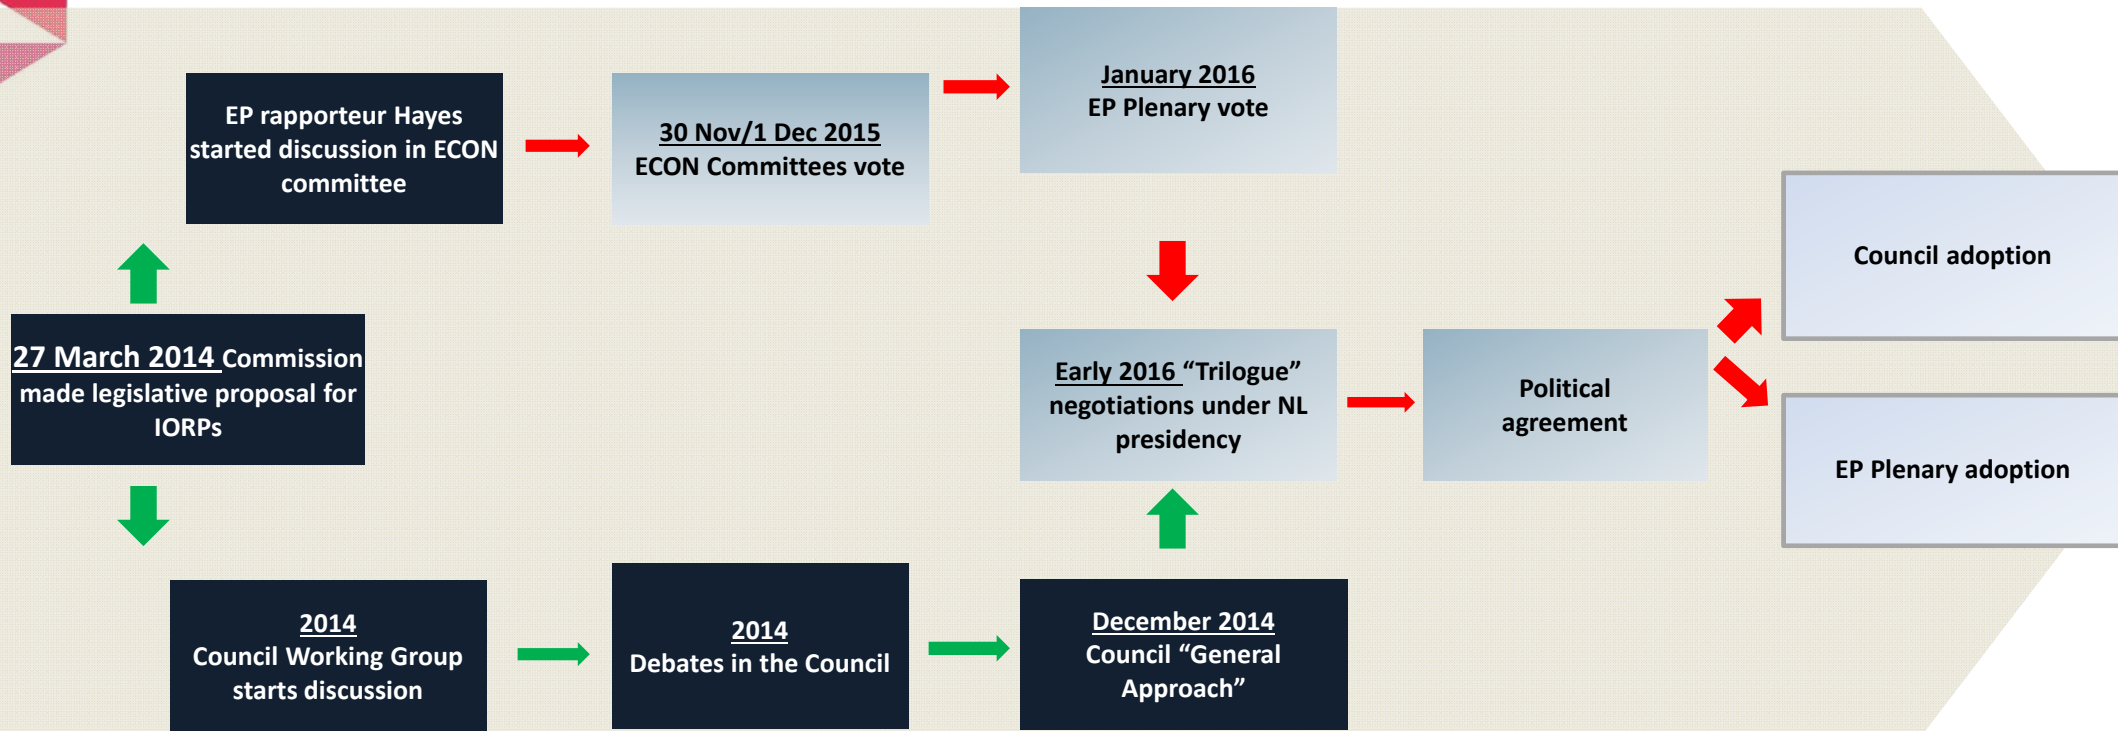 EP rapporteur Hayes
started discussion in ECON
committee
30 Nov/1 Dec 2015
ECON Committees vote
January 2016
EP Plenary vote
Council adoption
27 March 2014 Commission
made legislative proposal for
IORPs
Early 2016 “Trilogue”
negotiations under NL
presidency
Political
agreement
EP Plenary adoption
2014
Council Working Group
starts discussion
2014
Debates in the Council
December 2014
Council “General
Approach”